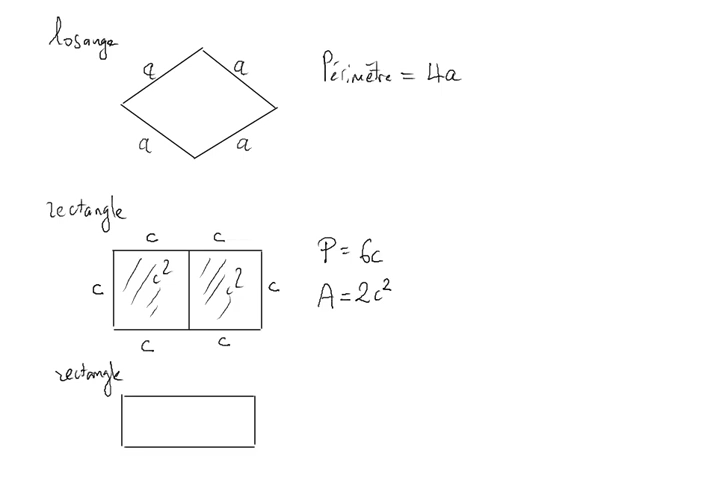 losange
a a
Périmètre = 4a
a a
rectangle
c c
P = 6c
c c² c² c
A = 2c²
c c
rectangle